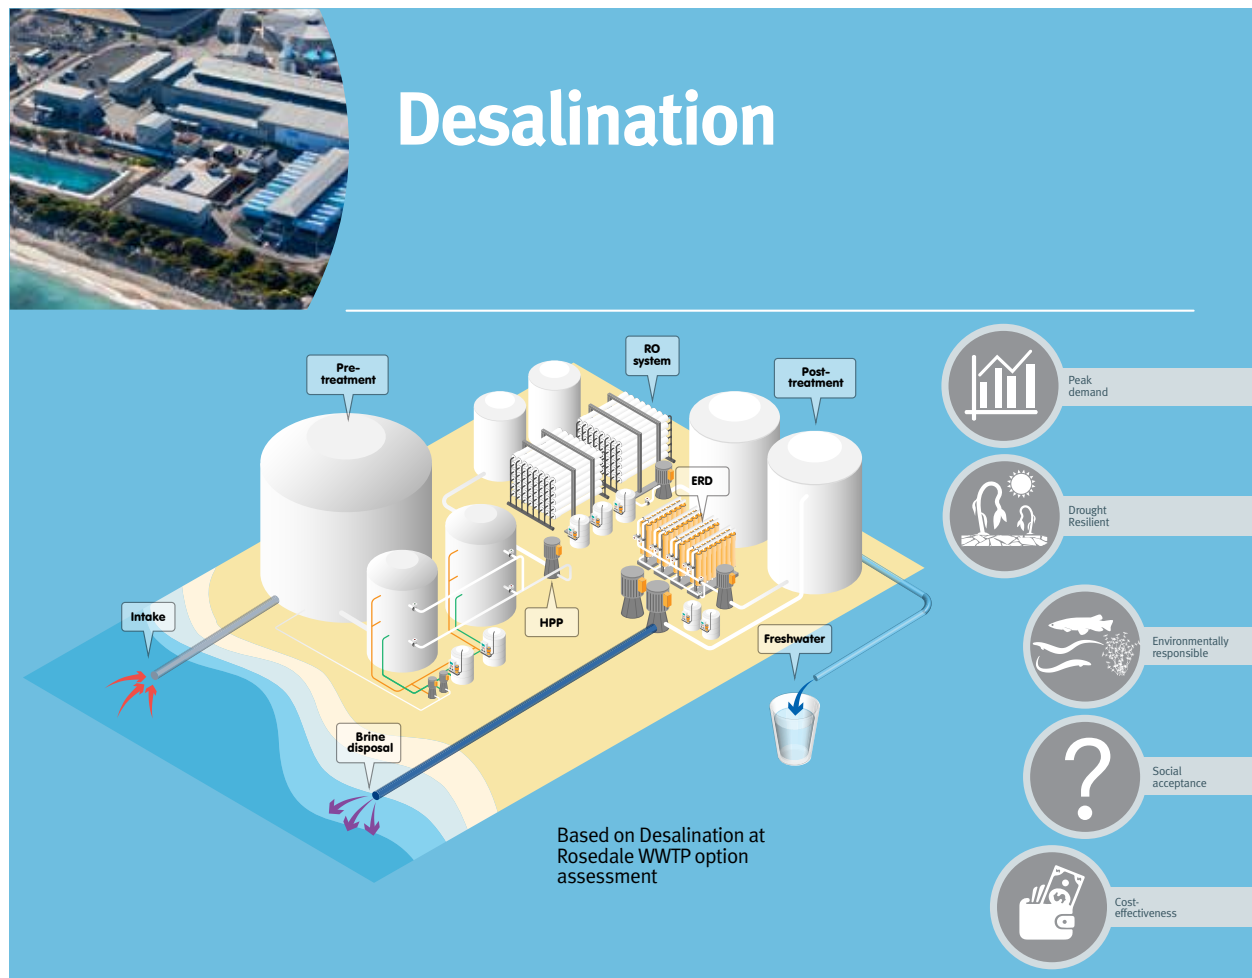 Desalination
Pre-
treatment
RO
system
Post-
treatment
ERD
HPP
Intake
Freshwater
Brine
disposal
Based on Desalination at
Rosedale WWTP option
assessment
Peak
demand
Drought
Resilient
Environmentally
responsible
Social
acceptance
Cost-
effectiveness